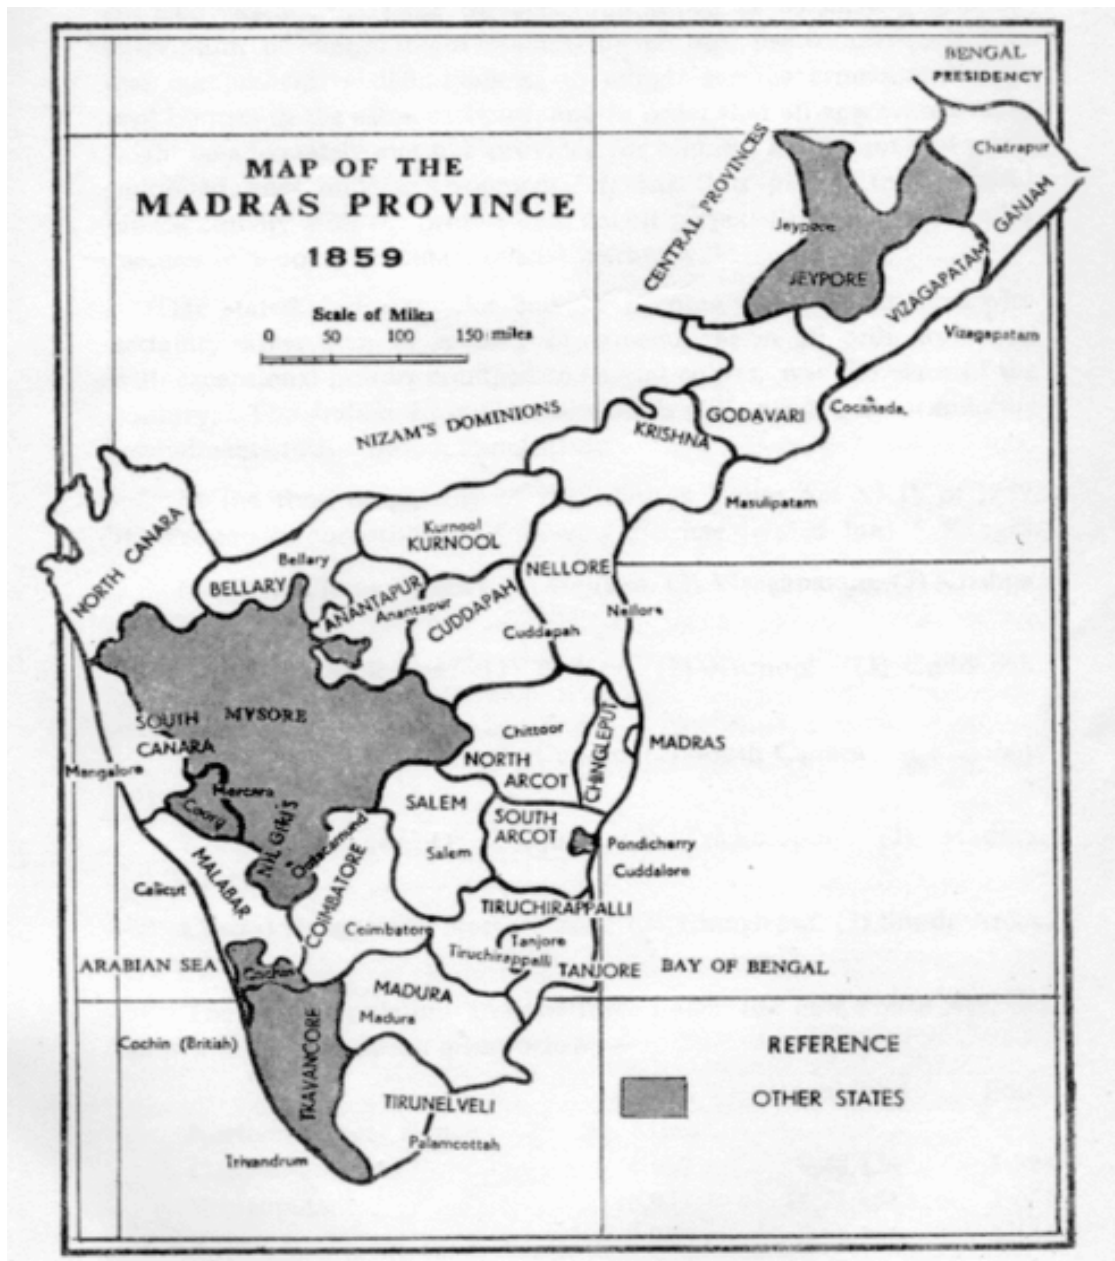 BENGAL
PRESIDENCY
Chatrapur
MAP OF THE
MADRAS PROVINCE
1859
CENTRAL PROVINCES
GANJAM
Jeypore
JEYPORE
VIZAGAPATAM
Vizagapatam
Scale of Miles
0 50 100 150 miles
NIZAM'S DOMINIONS
GODAVARI
Cocanada
KRISHNA
Masulipatam
NORTH CANARA
Kurnool
KURNOOL
Bellary
BELLARY
NELLORE
ANANTAPUR
Anantapur
CUDDAPAH
Cuddapah
Nellore
SOUTH
CANARA
MYSORE
Chittoor
NORTH
ARCOT
CHINGLEPUT
MADRAS
Mangalore
Mercara
Coorg
SALEM
Salem
SOUTH
ARCOT
Pondicherry
Cuddalore
NILGIRIS
Ootacamund
MALABAR
Calicut
COIMBATORE
Coimbatore
TIRUCHIRAPPALLI
Tanjore
Tiruchirappalli
TANJORE
ARABIAN SEA
BAY OF BENGAL
Cochin
MADURA
Madura
Cochin (British)
TRAVANCORE
TIRUNELVELI
Palamcottah
Trivandrum
REFERENCE
OTHER STATES